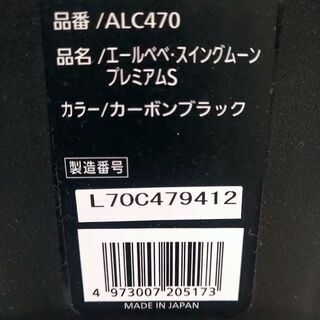 品番/ALC470
品名/エールベベ・スイングムーン
プレミアムS
カラー/カーボンブラック
製造番号
L70C479412
4 973007 205173
MADE IN JAPAN